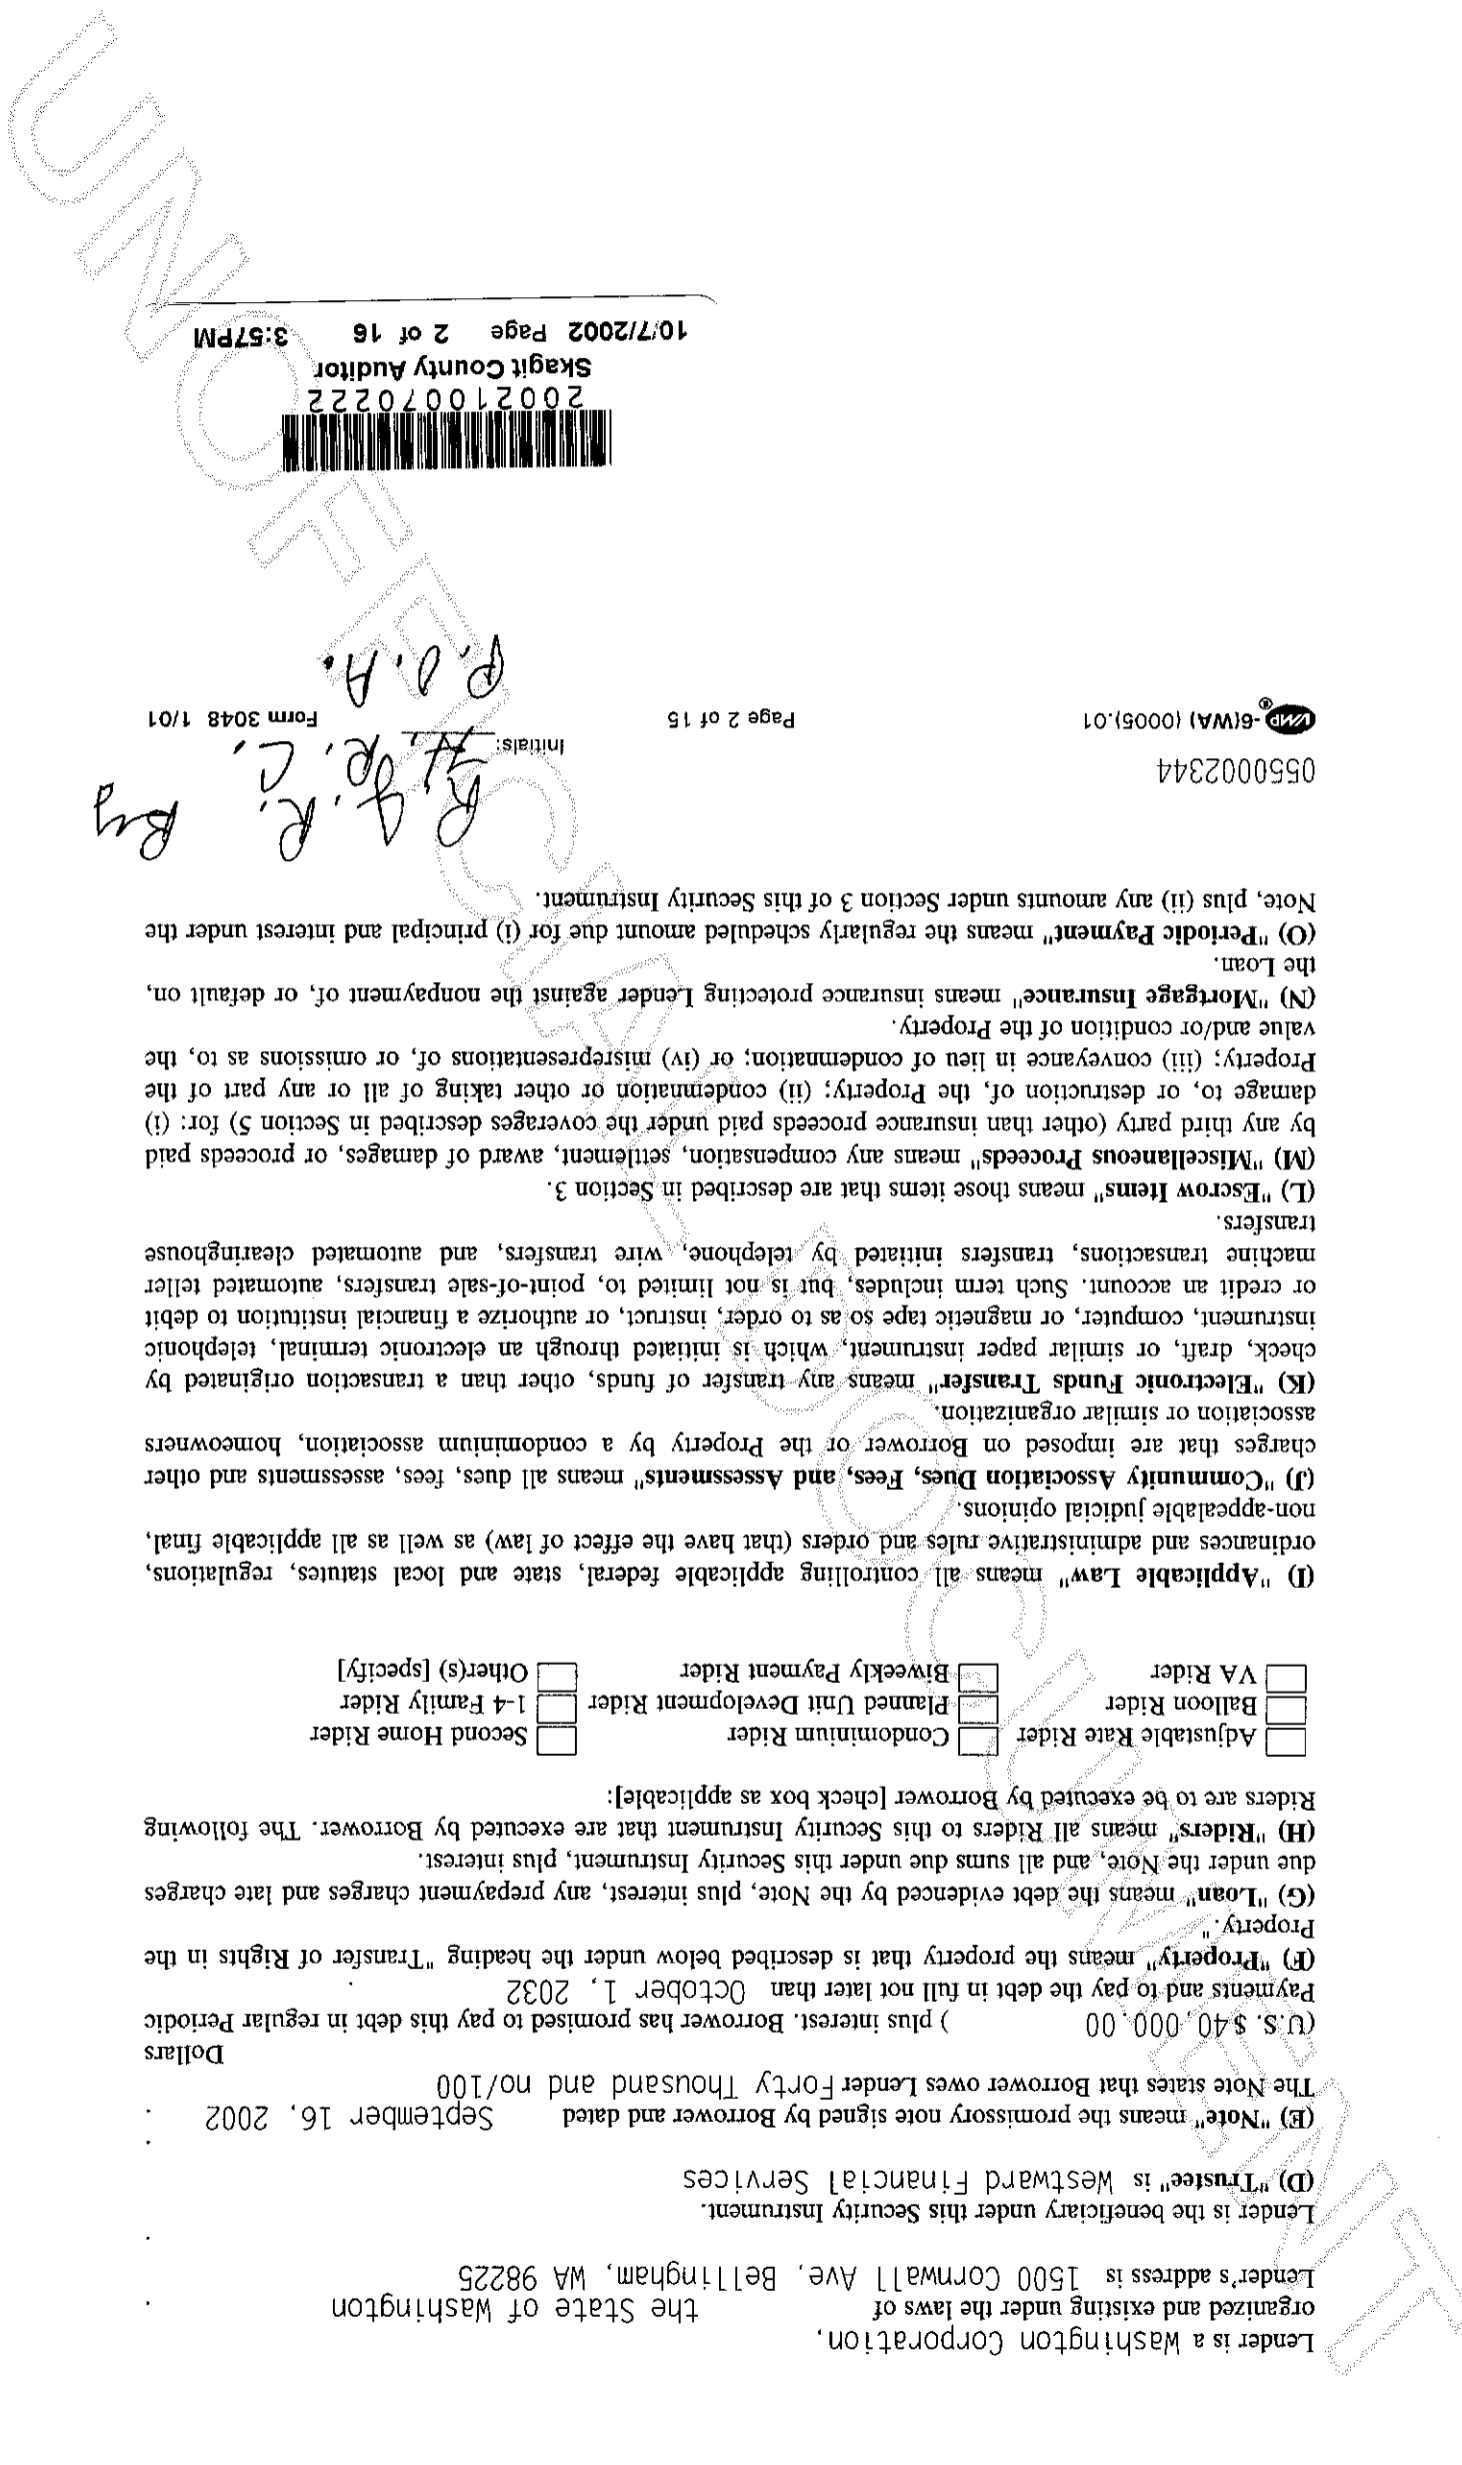 Lender is a Washington Corporation,
organized and existing under the laws of the State of Washington .
Lender's address is 1500 Cornwall Ave, Bellingham, WA 98225
.
Lender is the beneficiary under this Security Instrument.
(D) "Trustee" is Westward Financial Services
.
(E) "Note" means the promissory note signed by Borrower and dated September 16, 2002 .
The Note states that Borrower owes Lender Forty Thousand and no/100
Dollars
(U.S. $40,000.00 ) plus interest. Borrower has promised to pay this debt in regular Periodic
Payments and to pay the debt in full not later than October 1, 2032 .
(F) "Property" means the property that is described below under the heading "Transfer of Rights in the
Property."
(G) "Loan" means the debt evidenced by the Note, plus interest, any prepayment charges and late charges
due under the Note, and all sums due under this Security Instrument, plus interest.
(H) "Riders" means all Riders to this Security Instrument that are executed by Borrower. The following
Riders are to be executed by Borrower [check box as applicable]:
Adjustable Rate Rider Condominium Rider Second Home Rider
Balloon Rider Planned Unit Development Rider 1-4 Family Rider
VA Rider Biweekly Payment Rider Other(s) [specify]
(I) "Applicable Law" means all controlling applicable federal, state and local statutes, regulations,
ordinances and administrative rules and orders (that have the effect of law) as well as all applicable final,
non-appealable judicial opinions.
(J) "Community Association Dues, Fees, and Assessments" means all dues, fees, assessments and other
charges that are imposed on Borrower or the Property by a condominium association, homeowners
association or similar organization.
(K) "Electronic Funds Transfer" means any transfer of funds, other than a transaction originated by
check, draft, or similar paper instrument, which is initiated through an electronic terminal, telephonic
instrument, computer, or magnetic tape so as to order, instruct, or authorize a financial institution to debit
or credit an account. Such term includes, but is not limited to, point-of-sale transfers, automated teller
machine transactions, transfers initiated by telephone, wire transfers, and automated clearinghouse
transfers.
(L) "Escrow Items" means those items that are described in Section 3.
(M) "Miscellaneous Proceeds" means any compensation, settlement, award of damages, or proceeds paid
by any third party (other than insurance proceeds paid under the coverages described in Section 5) for: (i)
damage to, or destruction of, the Property; (ii) condemnation or other taking of all or any part of the
Property; (iii) conveyance in lieu of condemnation; or (iv) misrepresentations of, or omissions as to, the
value and/or condition of the Property.
(N) "Mortgage Insurance" means insurance protecting Lender against the nonpayment of, or default on,
the Loan.
(O) "Periodic Payment" means the regularly scheduled amount due for (i) principal and interest under the
Note, plus (ii) any amounts under Section 3 of this Security Instrument.
R. J. R. By
0550002344
Initials: H. R. C.
VMP®-6(WA) (0005).01 Page 2 of 15 Form 3048 1/01
P.O.A.
200210070222
Skagit County Auditor
10/7/2002 Page 2 of 16 3:57PM
UNOFFICIAL DOCUMENT